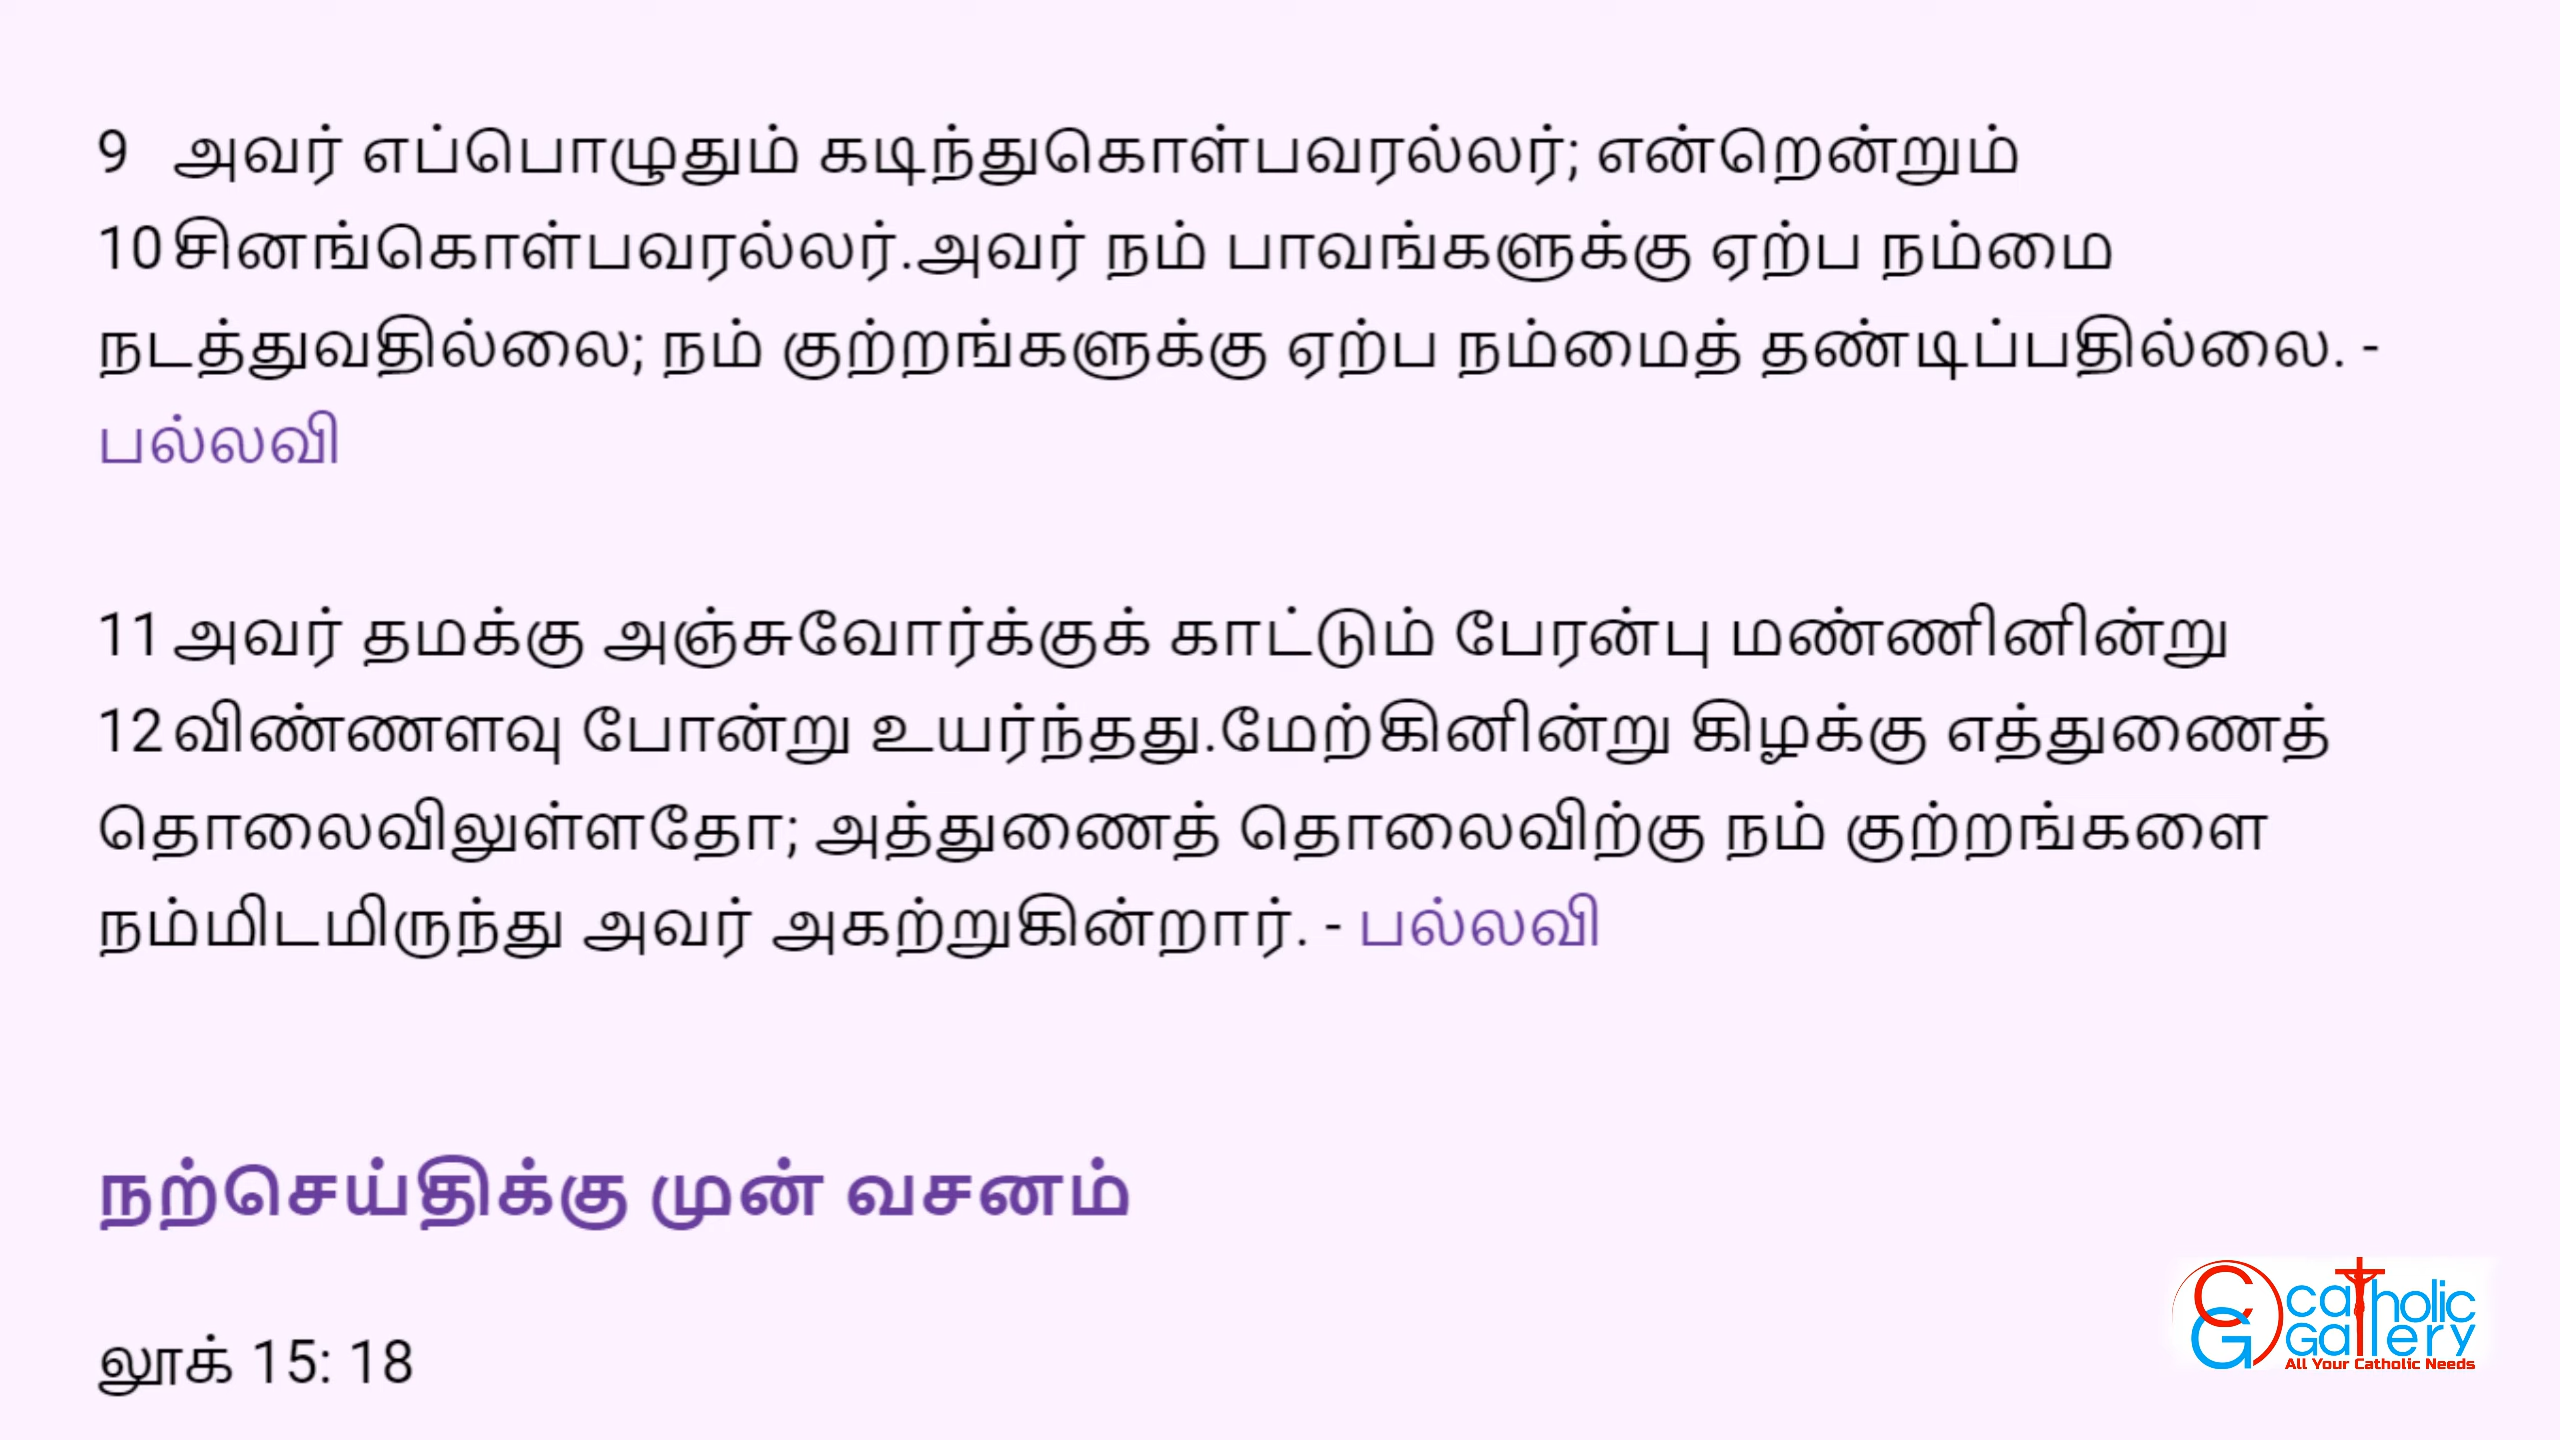 9 அவர் எப்பொழுதும் கடிந்துகொள்பவரல்லர்; என்றென்றும்
10 சினங்கொள்பவரல்லர்.அவர் நம் பாவங்களுக்கு ஏற்ப நம்மை
நடத்துவதில்லை; நம் குற்றங்களுக்கு ஏற்ப நம்மைத் தண்டிப்பதில்லை. -
பல்லவி
11 அவர் தமக்கு அஞ்சுவோர்க்குக் காட்டும் பேரன்பு மண்ணினின்று
12 விண்ணளவு போன்று உயர்ந்தது.மேற்கினின்று கிழக்கு எத்துணைத்
தொலைவிலுள்ளதோ; அத்துணைத் தொலைவிற்கு நம் குற்றங்களை
நம்மிடமிருந்து அவர் அகற்றுகின்றார். - பல்லவி
நற்செய்திக்கு முன் வசனம்
லூக் 15: 18
CG catholic
Gallery
All Your Catholic Needs